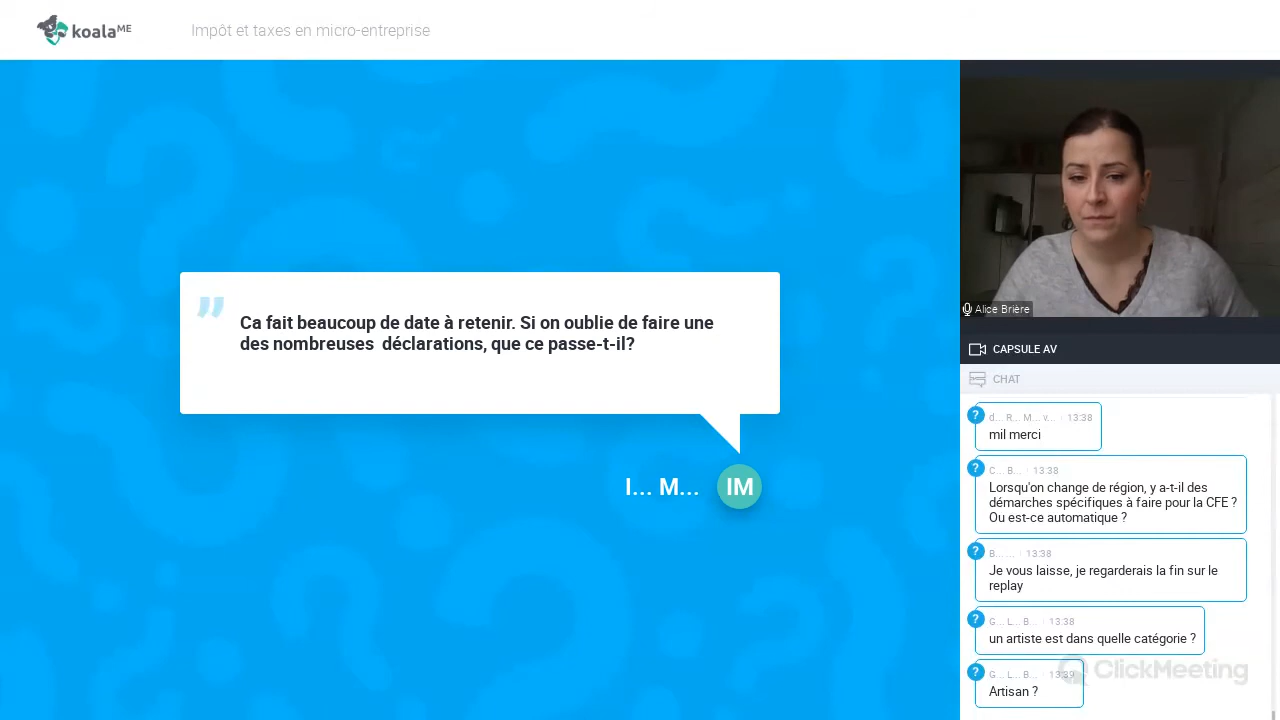 koala ME
Impôt et taxes en micro-entreprise
Ca fait beaucoup de date à retenir. Si on oublie de faire une
des nombreuses  déclarations, que ce passe-t-il?
I... M...
IM
Alice Brière
CAPSULE AV
CHAT
? d... R... M... v... 13:38
mil merci
? C... B... 13:38
Lorsqu'on change de région, y a-t-il des
démarches spécifiques à faire pour la CFE ?
Ou est-ce automatique ?
? B... ... 13:38
Je vous laisse, je regarderais la fin sur le
replay
? G... L... B... 13:38
un artiste est dans quelle catégorie ?
? G... L... B... 13:39
Artisan ?
ClickMeeting